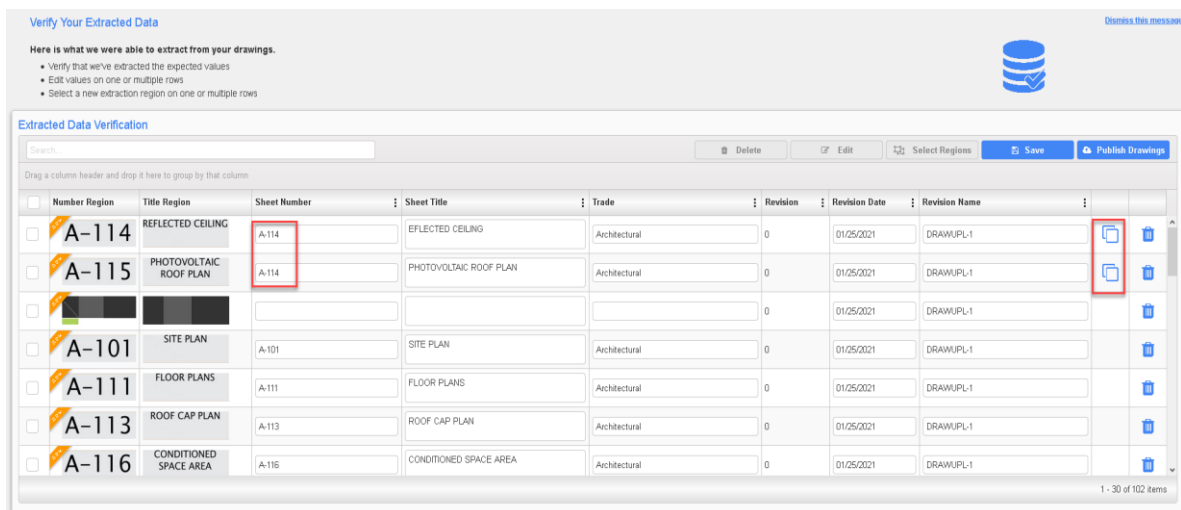 Verify Your Extracted Data
Dismiss this message
Here is what we were able to extract from your drawings.
• Verify that we've extracted the expected values
• Edit values on one or multiple rows
• Select a new extraction region on one or multiple rows
Extracted Data Verification
Search...
Delete
Edit
Select Regions
Save
Publish Drawings
Drag a column header and drop it here to group by that column
Number Region Title Region Sheet Number Sheet Title Trade Revision Revision Date Revision Name
A-114 REFLECTED CEILING A-114 EFLECTED CEILING Architectural 0 01/25/2021 DRAWUPL-1
A-115 PHOTOVOLTAIC ROOF PLAN A-114 PHOTOVOLTAIC ROOF PLAN Architectural 0 01/25/2021 DRAWUPL-1
0 01/25/2021 DRAWUPL-1
A-101 SITE PLAN A-101 SITE PLAN Architectural 0 01/25/2021 DRAWUPL-1
A-111 FLOOR PLANS A-111 FLOOR PLANS Architectural 0 01/25/2021 DRAWUPL-1
A-113 ROOF CAP PLAN A-113 ROOF CAP PLAN Architectural 0 01/25/2021 DRAWUPL-1
A-116 CONDITIONED SPACE AREA A-116 CONDITIONED SPACE AREA Architectural 0 01/25/2021 DRAWUPL-1
1 - 30 of 102 items